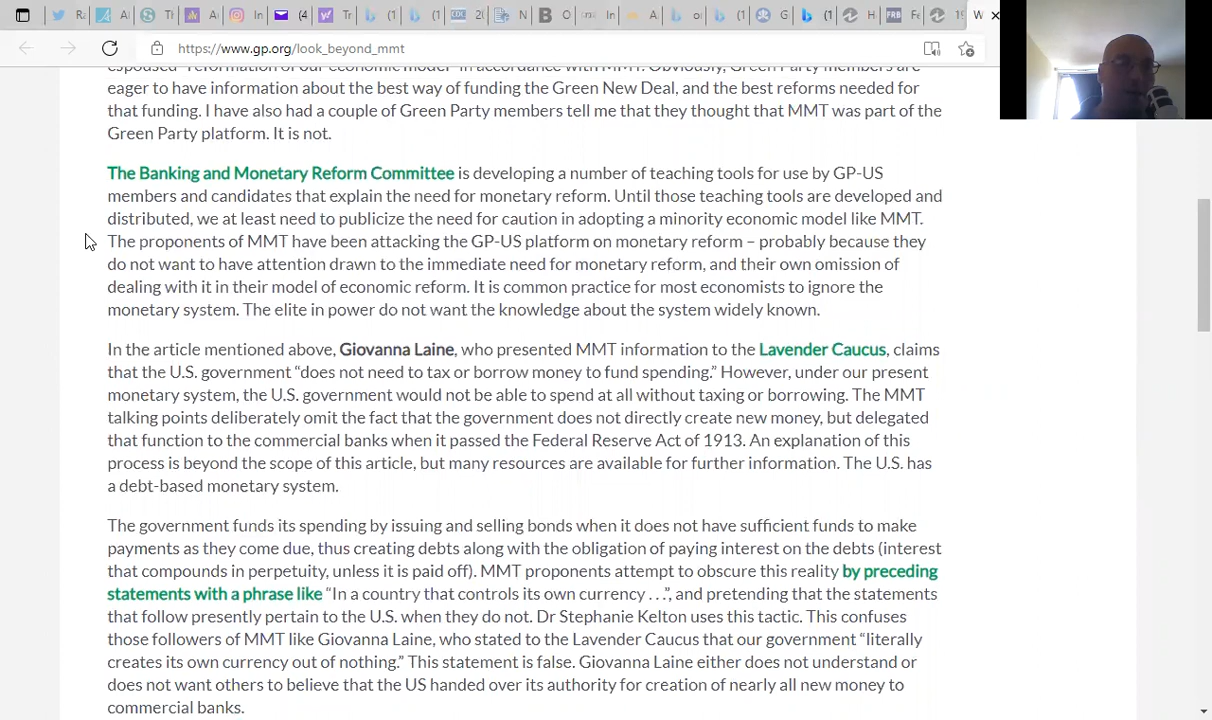 Ra
A
Th
A
In
(4
Tr
(1
(1
20
N
O
In
A
ou
(1
G
(1
H
Fe
19
W
https://www.gp.org/look_beyond_mmt
espoused "reformation of our economic model" in accordance with MMT. Obviously, Green Party members are
eager to have information about the best way of funding the Green New Deal, and the best reforms needed for
that funding. I have also had a couple of Green Party members tell me that they thought that MMT was part of the
Green Party platform. It is not.
The Banking and Monetary Reform Committee is developing a number of teaching tools for use by GP-US
members and candidates that explain the need for monetary reform. Until those teaching tools are developed and
distributed, we at least need to publicize the need for caution in adopting a minority economic model like MMT.
The proponents of MMT have been attacking the GP-US platform on monetary reform – probably because they
do not want to have attention drawn to the immediate need for monetary reform, and their own omission of
dealing with it in their model of economic reform. It is common practice for most economists to ignore the
monetary system. The elite in power do not want the knowledge about the system widely known.
In the article mentioned above, Giovanna Laine, who presented MMT information to the Lavender Caucus, claims
that the U.S. government "does not need to tax or borrow money to fund spending." However, under our present
monetary system, the U.S. government would not be able to spend at all without taxing or borrowing. The MMT
talking points deliberately omit the fact that the government does not directly create new money, but delegated
that function to the commercial banks when it passed the Federal Reserve Act of 1913. An explanation of this
process is beyond the scope of this article, but many resources are available for further information. The U.S. has
a debt-based monetary system.
The government funds its spending by issuing and selling bonds when it does not have sufficient funds to make
payments as they come due, thus creating debts along with the obligation of paying interest on the debts (interest
that compounds in perpetuity, unless it is paid off). MMT proponents attempt to obscure this reality by preceding
statements with a phrase like "In a country that controls its own currency . . .", and pretending that the statements
that follow presently pertain to the U.S. when they do not. Dr Stephanie Kelton uses this tactic. This confuses
those followers of MMT like Giovanna Laine, who stated to the Lavender Caucus that our government "literally
creates its own currency out of nothing." This statement is false. Giovanna Laine either does not understand or
does not want others to believe that the US handed over its authority for creation of nearly all new money to
commercial banks.